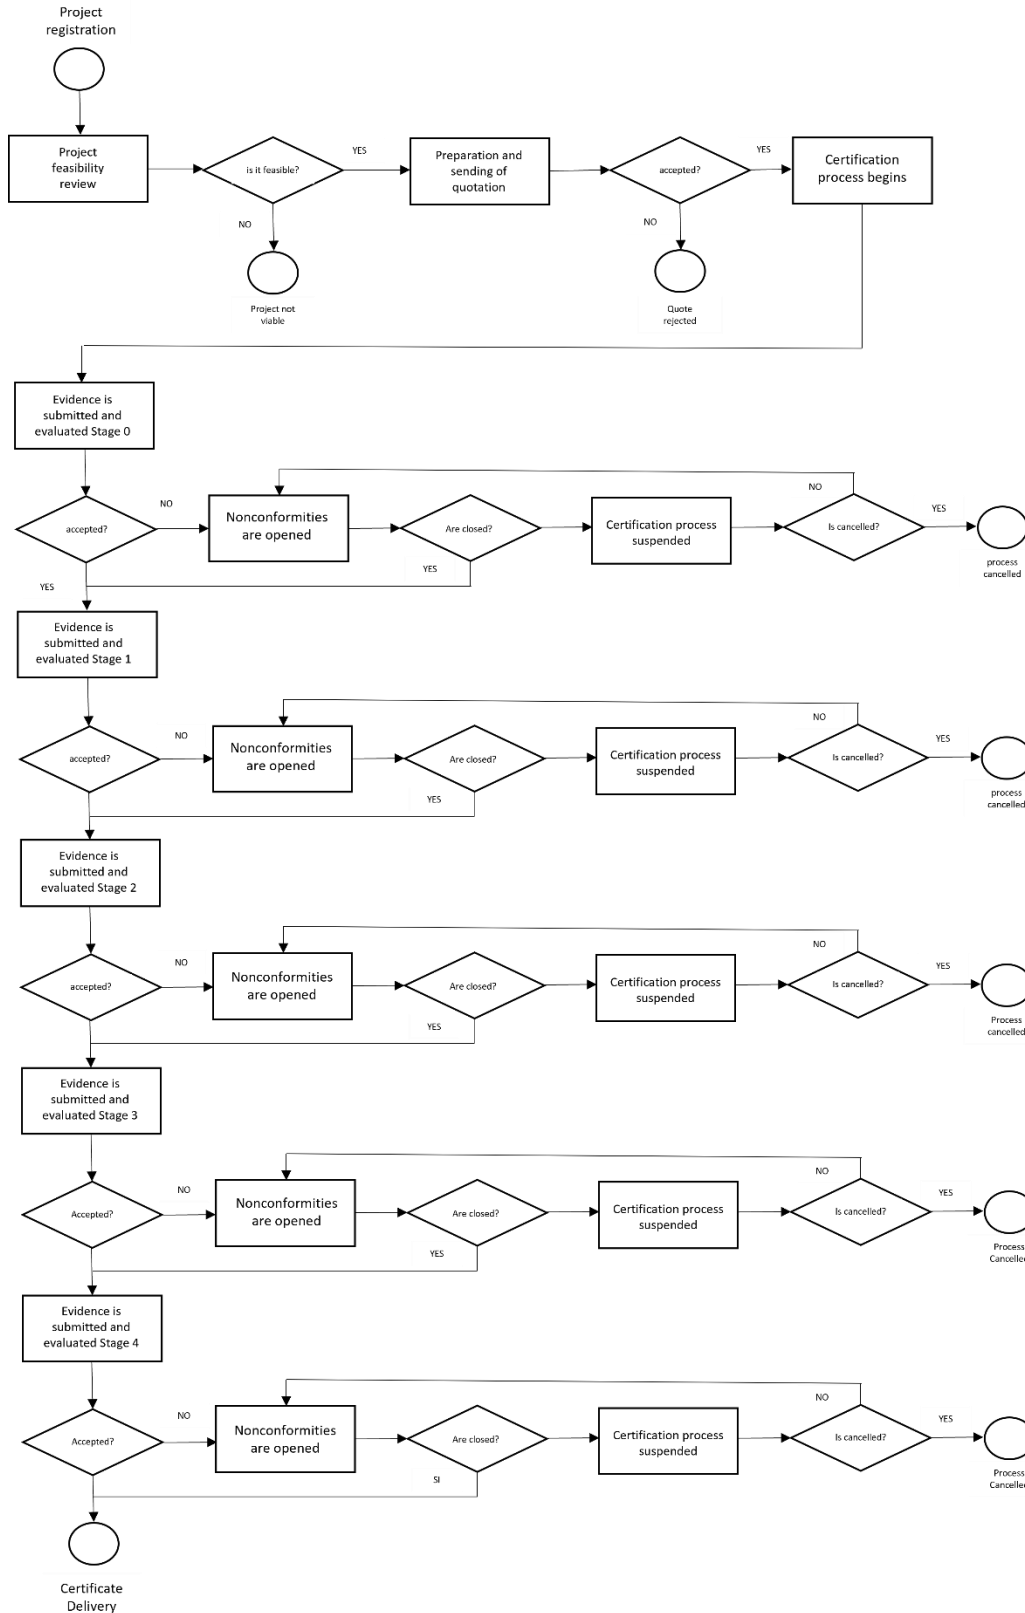 Project
registration
Project
feasibility
review
is it feasible?
YES
Preparation and
sending of
quotation
accepted?
YES
Certification
process begins
NO
NO
Project not
viable
Quote
rejected
Evidence is
submitted and
evaluated Stage 0
accepted?
NO
Nonconformities
are opened
Are closed?
Certification process
suspended
NO
Is cancelled?
YES
process
cancelled
YES
YES
Evidence is
submitted and
evaluated Stage 1
accepted?
NO
Nonconformities
are opened
Are closed?
Certification process
suspended
NO
Is cancelled?
YES
process
cancelled
YES
Evidence is
submitted and
evaluated Stage 2
accepted?
NO
Nonconformities
are opened
Are closed?
Certification process
suspended
NO
Is cancelled?
YES
Process
cancelled
YES
Evidence is
submitted and
evaluated Stage 3
Accepted?
NO
Nonconformities
are opened
Are closed?
Certification process
suspended
NO
Is cancelled?
YES
Process
Cancelled
YES
Evidence is
submitted and
evaluated Stage 4
Accepted?
NO
Nonconformities
are opened
Are closed?
Certification process
suspended
NO
Is cancelled?
YES
Process
Cancelled
SI
Certificate
Delivery